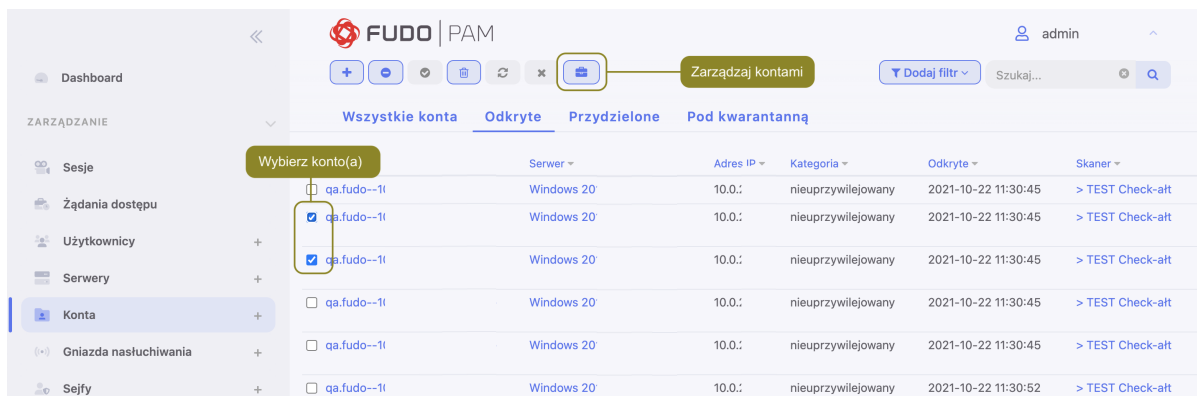 FUDO PAM
admin
Dashboard
Zarządzaj kontami
Dodaj filtr
Szukaj...
ZARZĄDZANIE
Wszystkie konta Odkryte Przydzielone Pod kwarantanną
Wybierz konto(a)
Serwer Adres IP Kategoria Odkryte Skaner
Sesje
qa.fudo--10 Windows 20 10.0. nieuprzywilejowany 2021-10-22 11:30:45 > TEST Check-ałt
Żądania dostępu
qa.fudo--10 Windows 20 10.0. nieuprzywilejowany 2021-10-22 11:30:45 > TEST Check-ałt
Użytkownicy +
qa.fudo--10 Windows 20 10.0. nieuprzywilejowany 2021-10-22 11:30:45 > TEST Check-ałt
Serwery +
qa.fudo--10 Windows 20 10.0. nieuprzywilejowany 2021-10-22 11:30:45 > TEST Check-ałt
Konta +
qa.fudo--10 Windows 20 10.0. nieuprzywilejowany 2021-10-22 11:30:45 > TEST Check-ałt
Gniazda nasłuchiwania +
qa.fudo--10 Windows 20 10.0. nieuprzywilejowany 2021-10-22 11:30:52 > TEST Check-ałt
Sejfy +